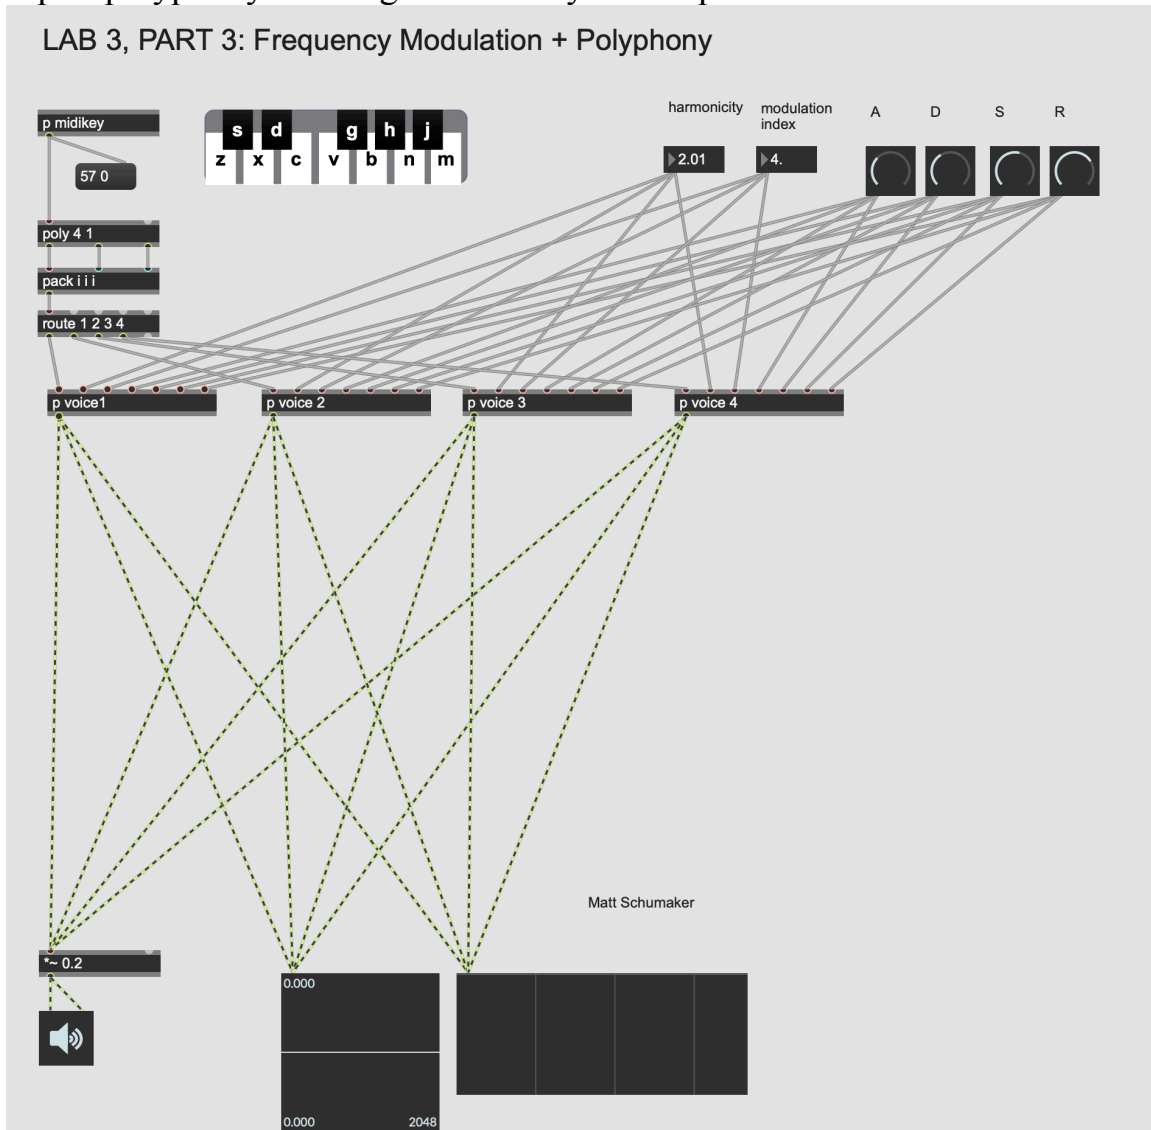 LAB 3, PART 3: Frequency Modulation + Polyphony
harmonicity
modulation
index
A D S R
p midikey
s d g h j
z x c v b n m
2.01
4.
57 0
poly 4 1
pack i i i
route 1 2 3 4
p voice1
p voice 2
p voice 3
p voice 4
Matt Schumaker
*~ 0.2
0.000
0.000 2048